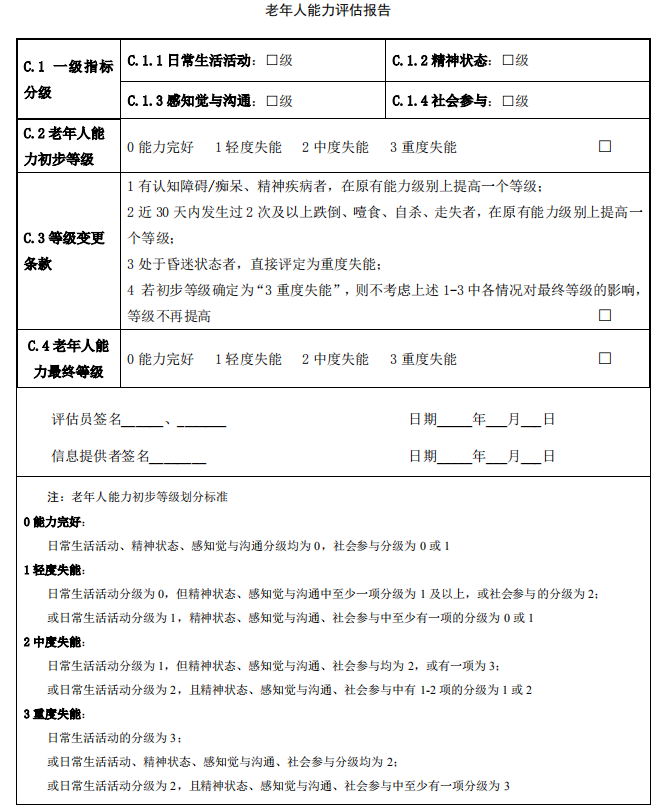 老年人能力评估报告
C.1 一级指标
分级
C.1.1日常生活活动：□级
C.1.2精神状态：□级
C.1.3感知觉与沟通：□级
C.1.4社会参与：□级
C.2老年人能
力初步等级
0 能力完好 1轻度失能 2 中度失能 3 重度失能 □
C.3等级变更
条款
1 有认知障碍/痴呆、精神疾病者，在原有能力级别上提高一个等级；
2 近 30 天内发生过 2 次及以上跌倒、噎食、自杀、走失者，在原有能力级别上提高一
个等级；
3 处于昏迷状态者，直接评定为重度失能；
4 若初步等级确定为“3 重度失能”，则不考虑上述 1-3 中各情况对最终等级的影响，
等级不再提高 □
C.4老年人能
力最终等级
0 能力完好 1轻度失能 2 中度失能 3 重度失能 □
评估员签名______、_______ 日期_____年___月___日
信息提供者签名________ 日期_____年___月___日
注：老年人能力初步等级划分标准
0 能力完好：
日常生活活动、精神状态、感知觉与沟通分级均为 0，社会参与分级为 0 或 1
1 轻度失能：
日常生活活动分级为 0，但精神状态、感知觉与沟通中至少一项分级为 1 及以上，或社会参与的分级为 2；
或日常生活活动分级为 1，精神状态、感知觉与沟通、社会参与中至少有一项的分级为 0 或 1
2 中度失能：
日常生活活动分级为 1，但精神状态、感知觉与沟通、社会参与均为 2，或有一项为 3；
或日常生活活动分级为 2，且精神状态、感知觉与沟通、社会参与中有 1-2 项的分级为 1 或 2
3 重度失能：
日常生活活动的分级为 3；
或日常生活活动、精神状态、感知觉与沟通、社会参与分级均为 2；
或日常生活活动分级为 2，且精神状态、感知觉与沟通、社会参与中至少有一项分级为 3